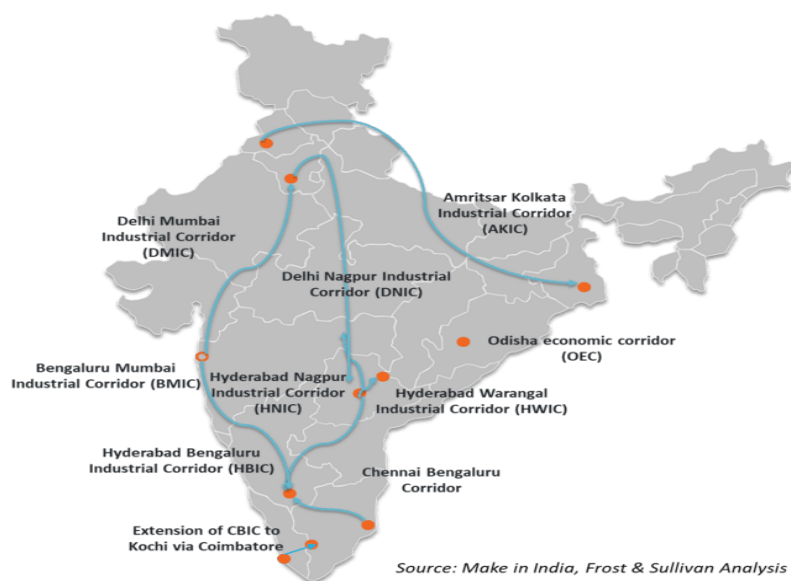 Amritsar Kolkata
Industrial Corridor
(AKIC)
Delhi Mumbai
Industrial Corridor
(DMIC)
Delhi Nagpur Industrial
Corridor (DNIC)
Odisha economic corridor
(OEC)
Bengaluru Mumbai
Industrial Corridor (BMIC)
Hyderabad Nagpur
Industrial Corridor
(HNIC)
Hyderabad Warangal
Industrial Corridor (HWIC)
Hyderabad Bengaluru
Industrial Corridor (HBIC)
Chennai Bengaluru
Corridor
Extension of CBIC to
Kochi via Coimbatore
Source: Make in India, Frost & Sullivan Analysis